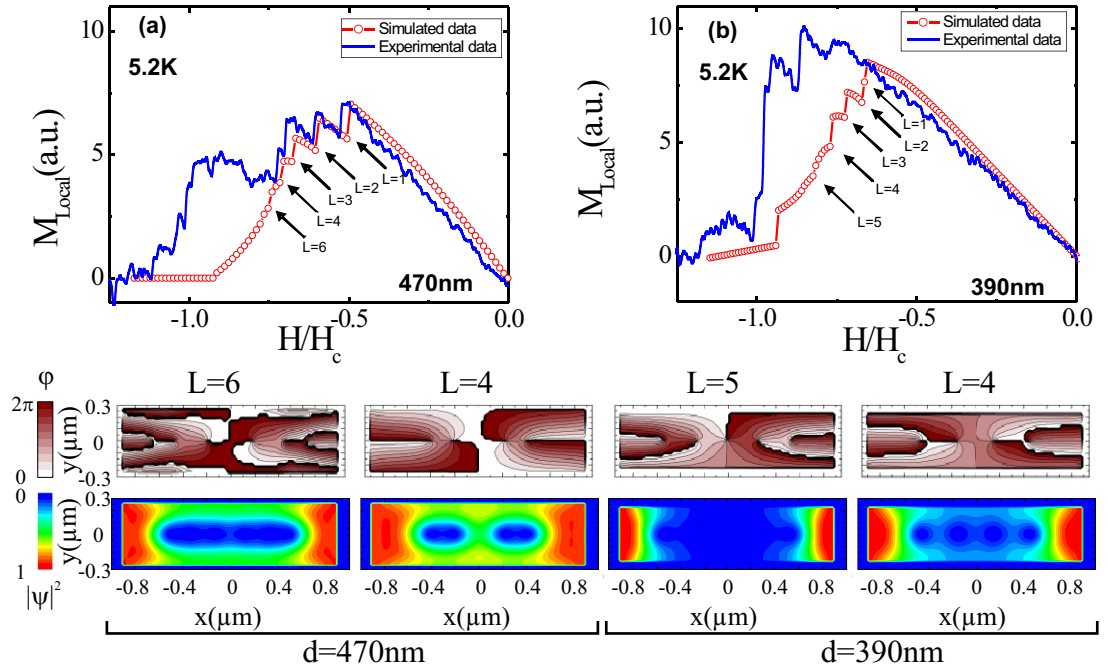 (a)
Simulated data
Experimental data
5.2K
10
5
0
M_Local(a.u.)
L=1
L=2
L=3
L=4
L=6
470nm
-1.0 -0.5 0.0
H/H_c
(b)
Simulated data
Experimental data
5.2K
10
5
0
M_Local(a.u.)
L=1
L=2
L=3
L=4
L=5
390nm
-1.0 -0.5 0.0
H/H_c
φ L=6 L=4 L=5 L=4
2π
0
y(μm)
0.3
0
-0.3
0
1
|ψ|²
y(μm)
0.3
0
-0.3
-0.8 -0.4 0 0.4 0.8 -0.8 -0.4 0 0.4 0.8 -0.8 -0.4 0 0.4 0.8 -0.8 -0.4 0 0.4 0.8
x(μm) x(μm) x(μm) x(μm)
d=470nm d=390nm